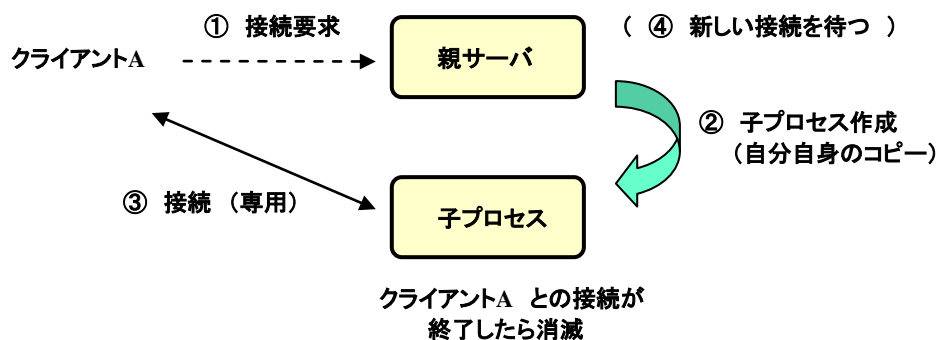 ① 接続要求
クライアントA
親サーバ
（ ④ 新しい接続を待つ ）
② 子プロセス作成
（自分自身のコピー）
③ 接続 （専用）
子プロセス
クライアントA との接続が
終了したら消滅